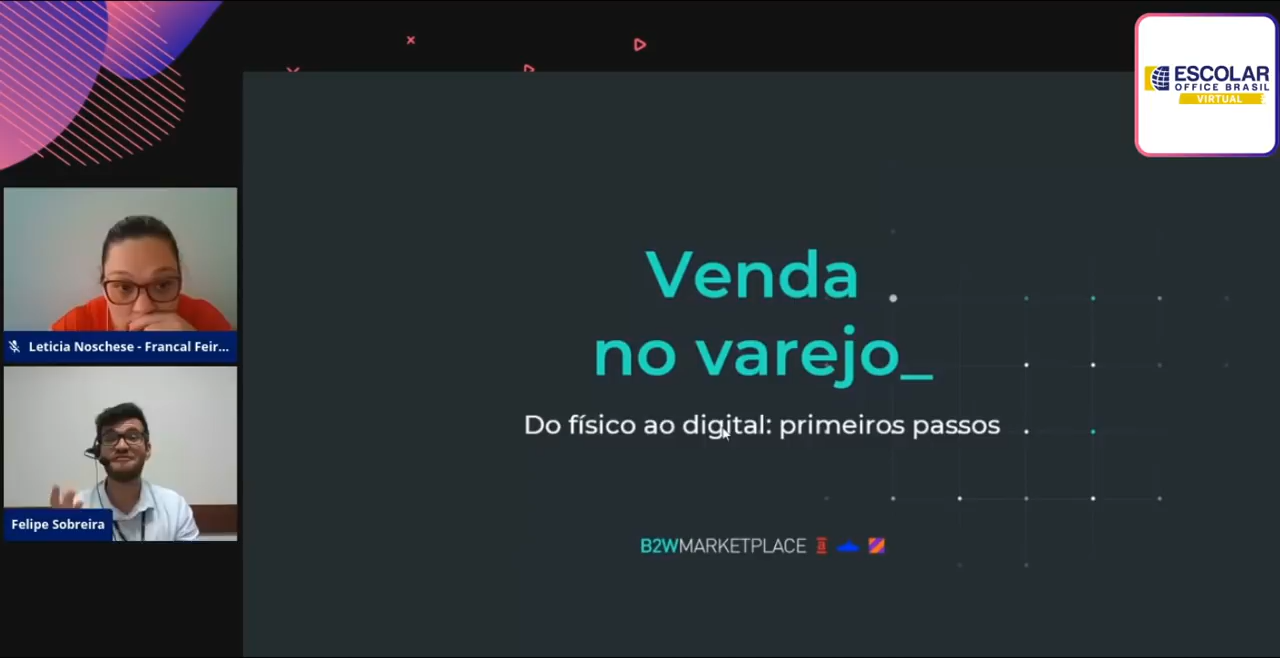 ESCOLAR
OFFICE BRASIL
VIRTUAL
Leticia Noschese - Francal Feir...
Felipe Sobreira
Venda
no varejo_
Do físico ao digital: primeiros passos
B2WMARKETPLACE a